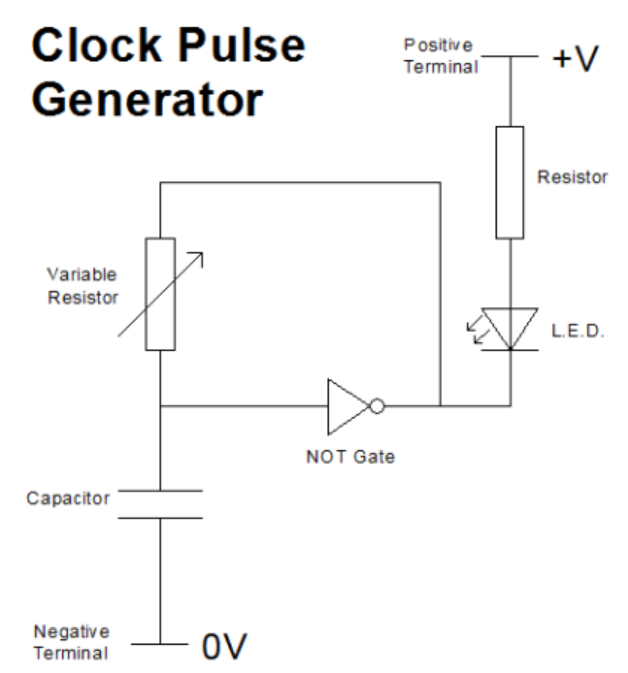 Clock Pulse
Generator
Positive
Terminal
+V
Resistor
Variable
Resistor
L.E.D.
NOT Gate
Capacitor
Negative
Terminal
0V